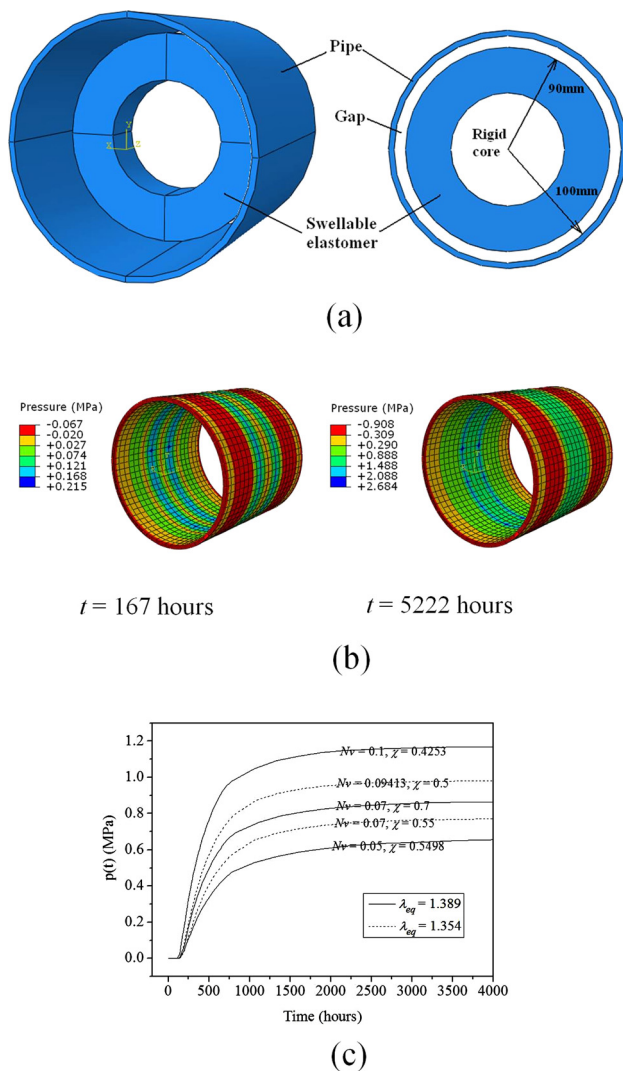 Pipe
90mm
Gap
Rigid
core
100mm
Swellable
elastomer
Y
X
Z
(a)
Pressure (MPa)
-0.067
-0.020
+0.027
+0.074
+0.121
+0.168
+0.215
Pressure (MPa)
-0.908
-0.309
+0.290
+0.888
+1.488
+2.088
+2.684
t = 167 hours
t = 5222 hours
(b)
1.2
1.0
0.8
0.6
0.4
0.2
0.0
p(t) (MPa)
Nv = 0.1, χ = 0.4253
Nv = 0.09413, χ = 0.5
Nv = 0.07, χ = 0.7
Nv = 0.07, χ = 0.55
Nv = 0.05, χ = 0.5498
λeq = 1.389
λeq = 1.354
0 500 1000 1500 2000 2500 3000 3500 4000
Time (hours)
(c)